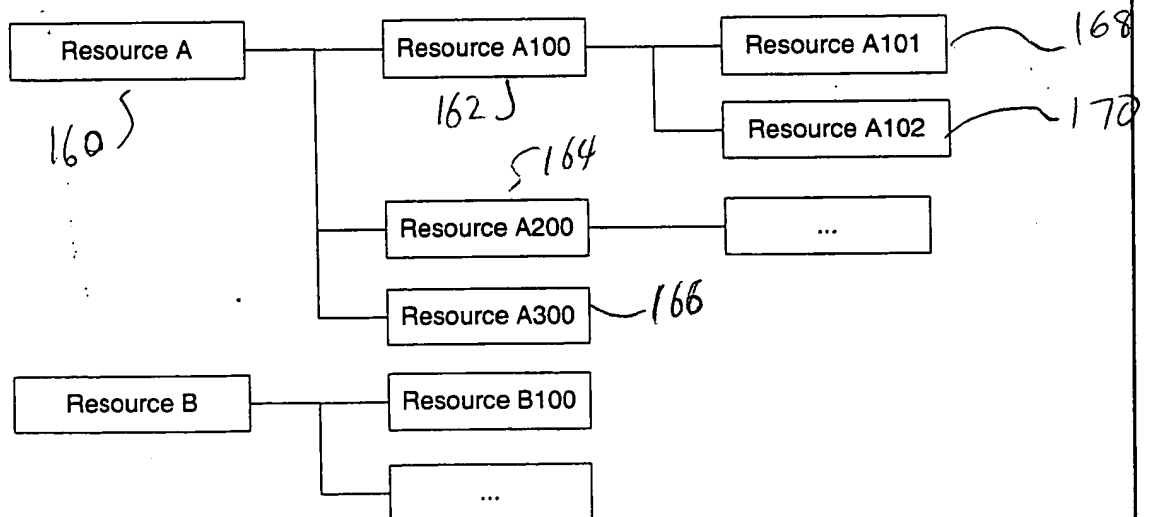 Resource A
Resource A100
Resource A101
168
160
162
Resource A102
170
164
Resource A200
...
Resource A300
166
Resource B
Resource B100
...